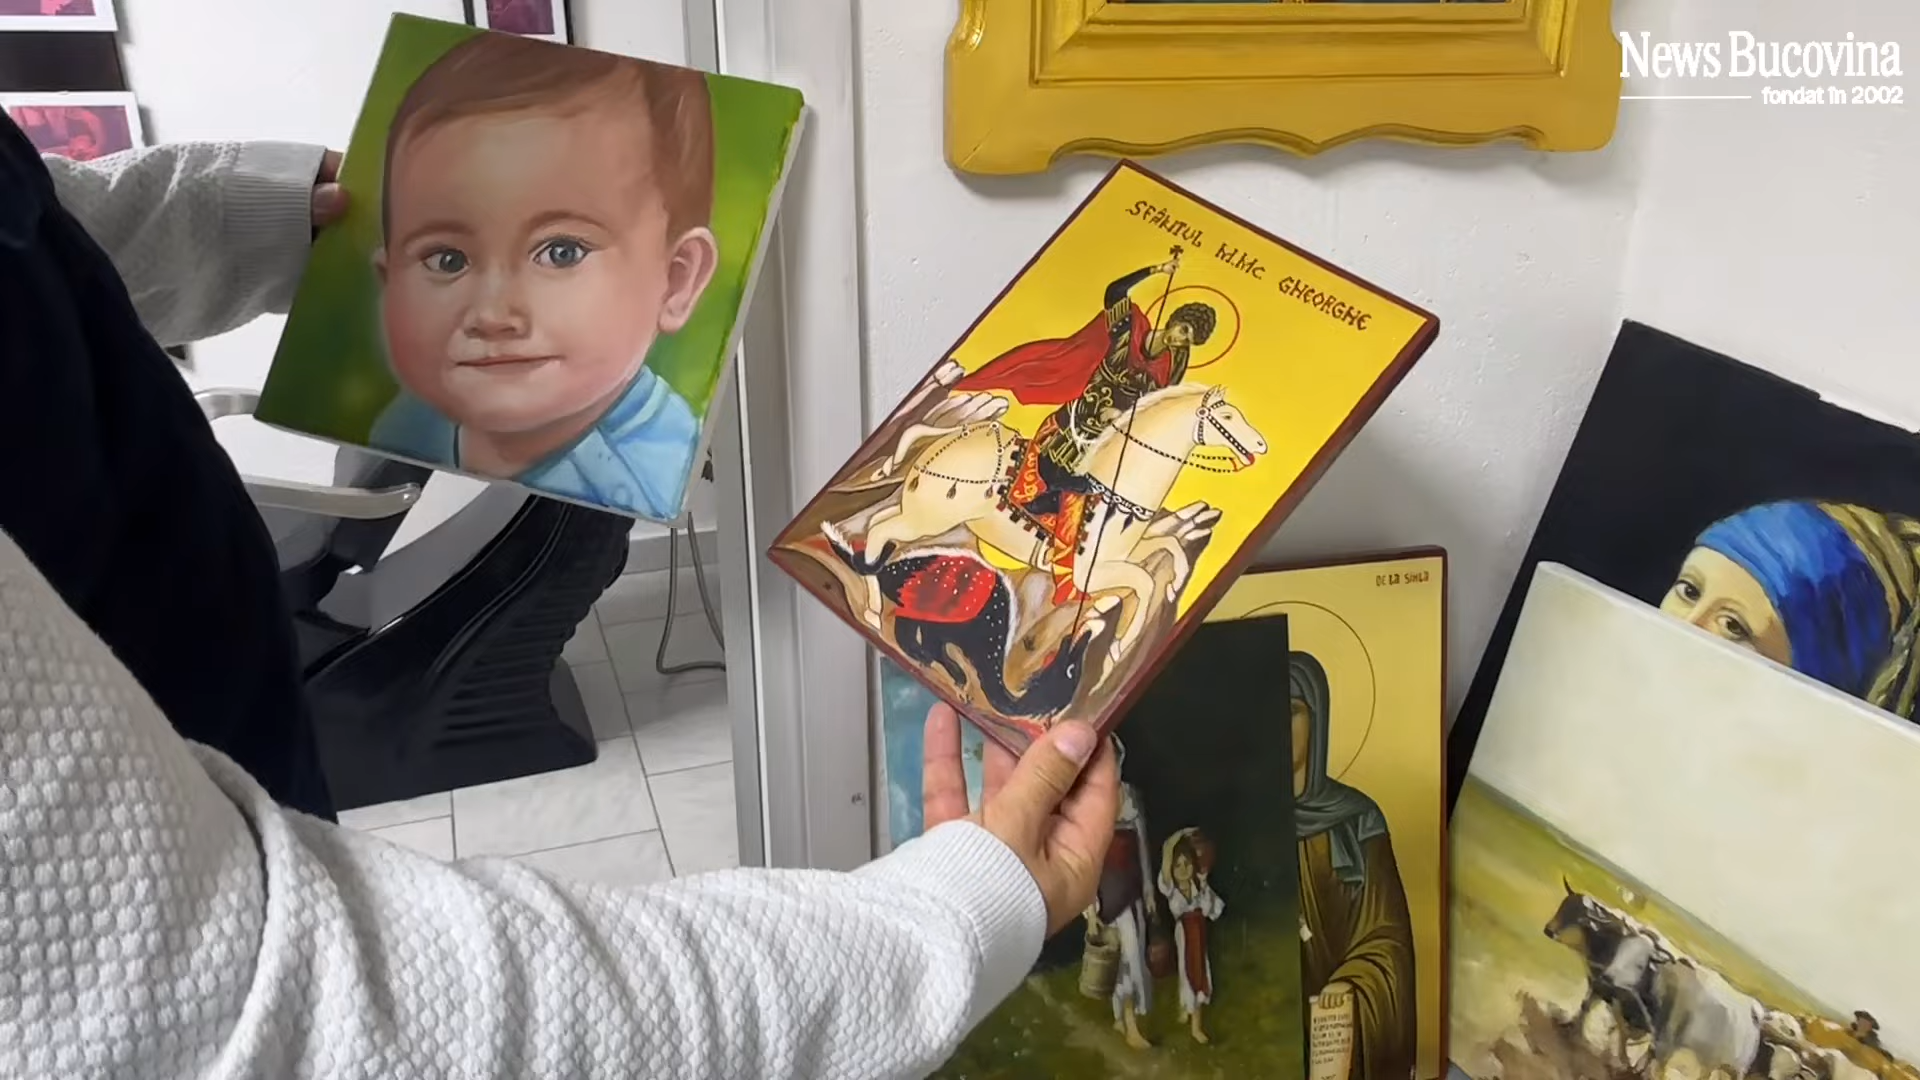 News Bucovina
fondat în 2002
SFÂNTUL M.MC. GHEORGHE
DE LA SIHLA